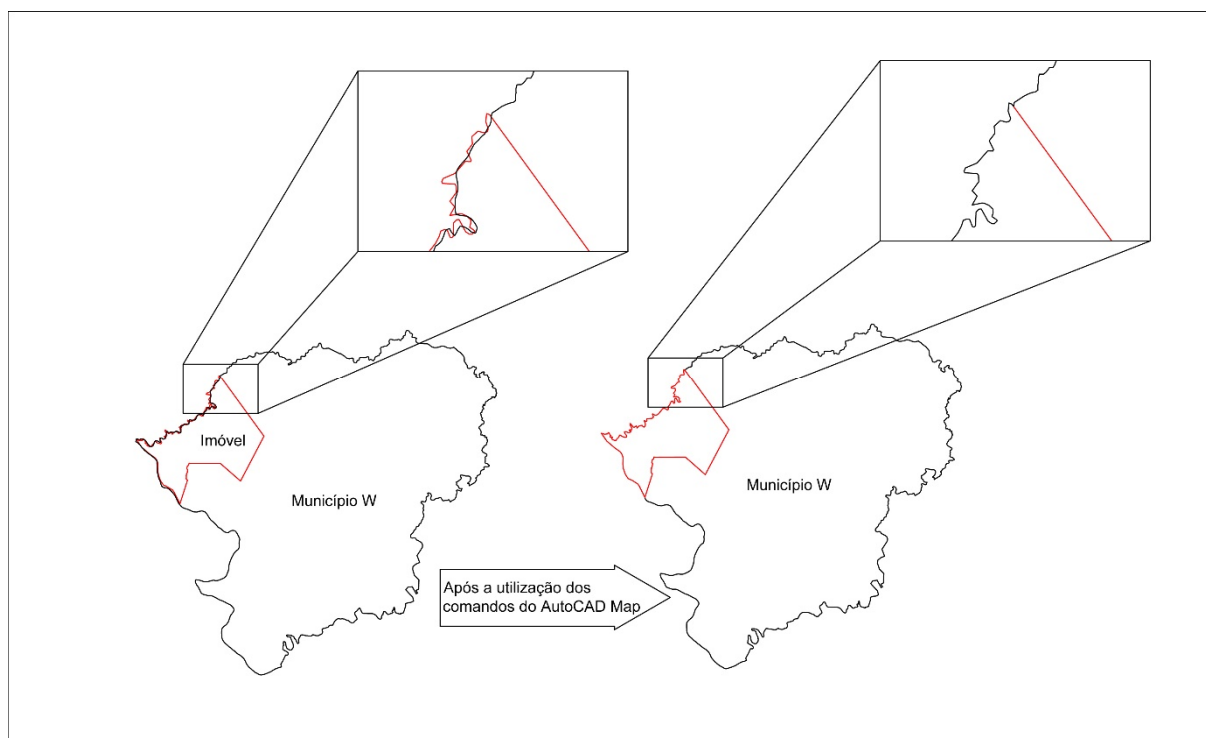 Imóvel
Município W
Município W
Após a utilização dos
comandos do AutoCAD Map